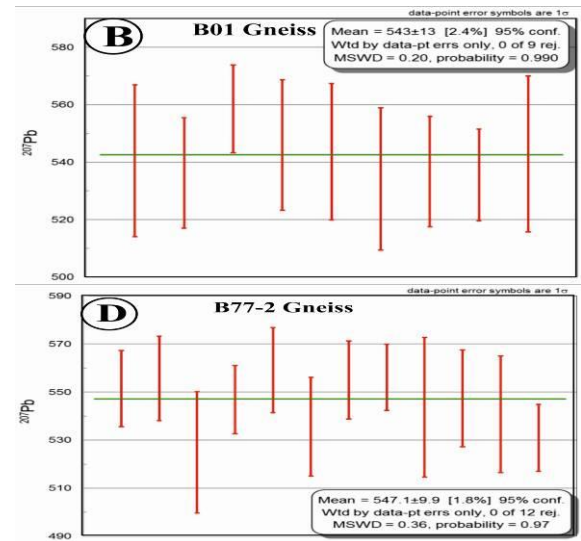 data-point error symbols are 1σ
B B01 Gneiss
Mean = 543±13 [2.4%] 95% conf.
Wtd by data-pt errs only, 0 of 9 rej.
MSWD = 0.20, probability = 0.990
580
560
540
520
500
²⁰⁷Pb
data-point error symbols are 1σ
D B77-2 Gneiss
590
570
550
530
510
490
²⁰⁷Pb
Mean = 547.1±9.9 [1.8%] 95% conf.
Wtd by data-pt errs only, 0 of 12 rej.
MSWD = 0.36, probability = 0.97